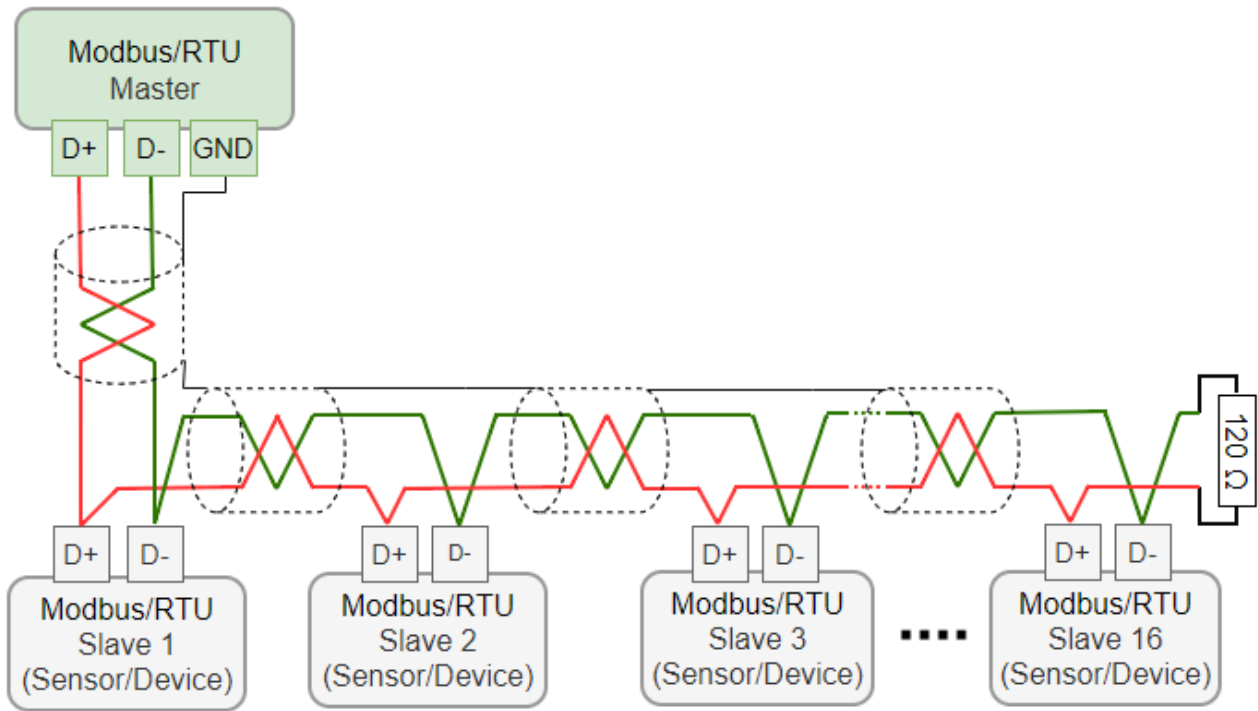 Modbus/RTU
Master
D+ D- GND
120 Ω
D+ D- D+ D- D+ D- D+ D-
Modbus/RTU
Slave 1
(Sensor/Device)
Modbus/RTU
Slave 2
(Sensor/Device)
Modbus/RTU
Slave 3
(Sensor/Device)
Modbus/RTU
Slave 16
(Sensor/Device)